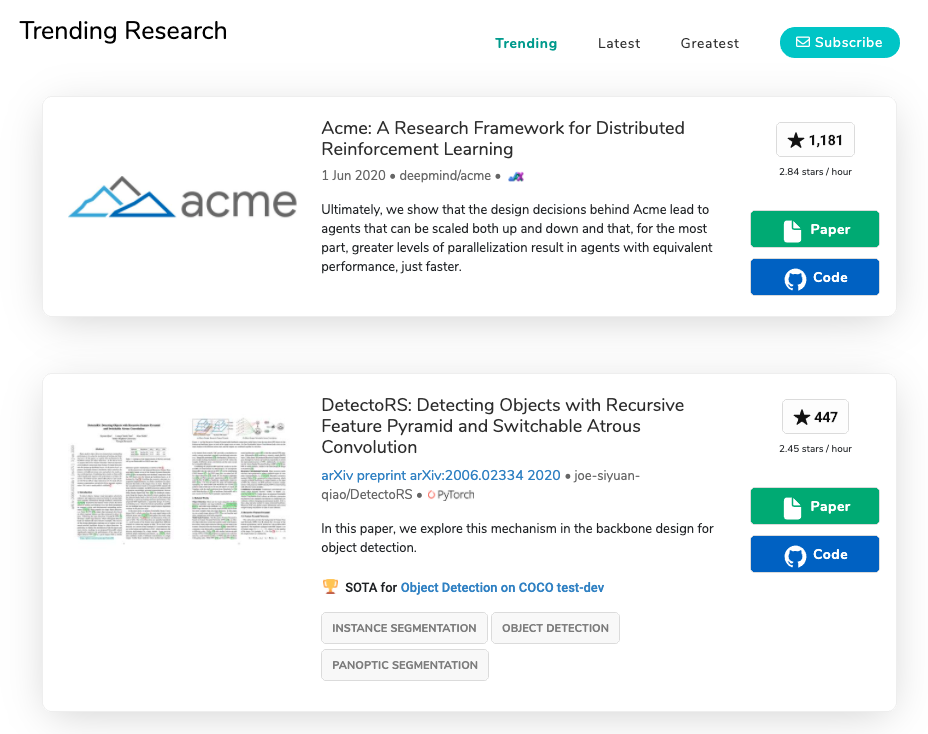 Trending Research
Trending
Latest
Greatest
Subscribe
acme
Acme: A Research Framework for Distributed
Reinforcement Learning
1 Jun 2020 • deepmind/acme •
Ultimately, we show that the design decisions behind Acme lead to
agents that can be scaled both up and down and that, for the most
part, greater levels of parallelization result in agents with equivalent
performance, just faster.
1,181
2.84 stars / hour
Paper
Code
DetectoRS: Detecting Objects with Recursive
Feature Pyramid and Switchable Atrous
Convolution
arXiv preprint arXiv:2006.02334 2020 • joe-siyuan-
qiao/DetectoRS • PyTorch
In this paper, we explore this mechanism in the backbone design for
object detection.
SOTA for Object Detection on COCO test-dev
INSTANCE SEGMENTATION
OBJECT DETECTION
PANOPTIC SEGMENTATION
447
2.45 stars / hour
Paper
Code